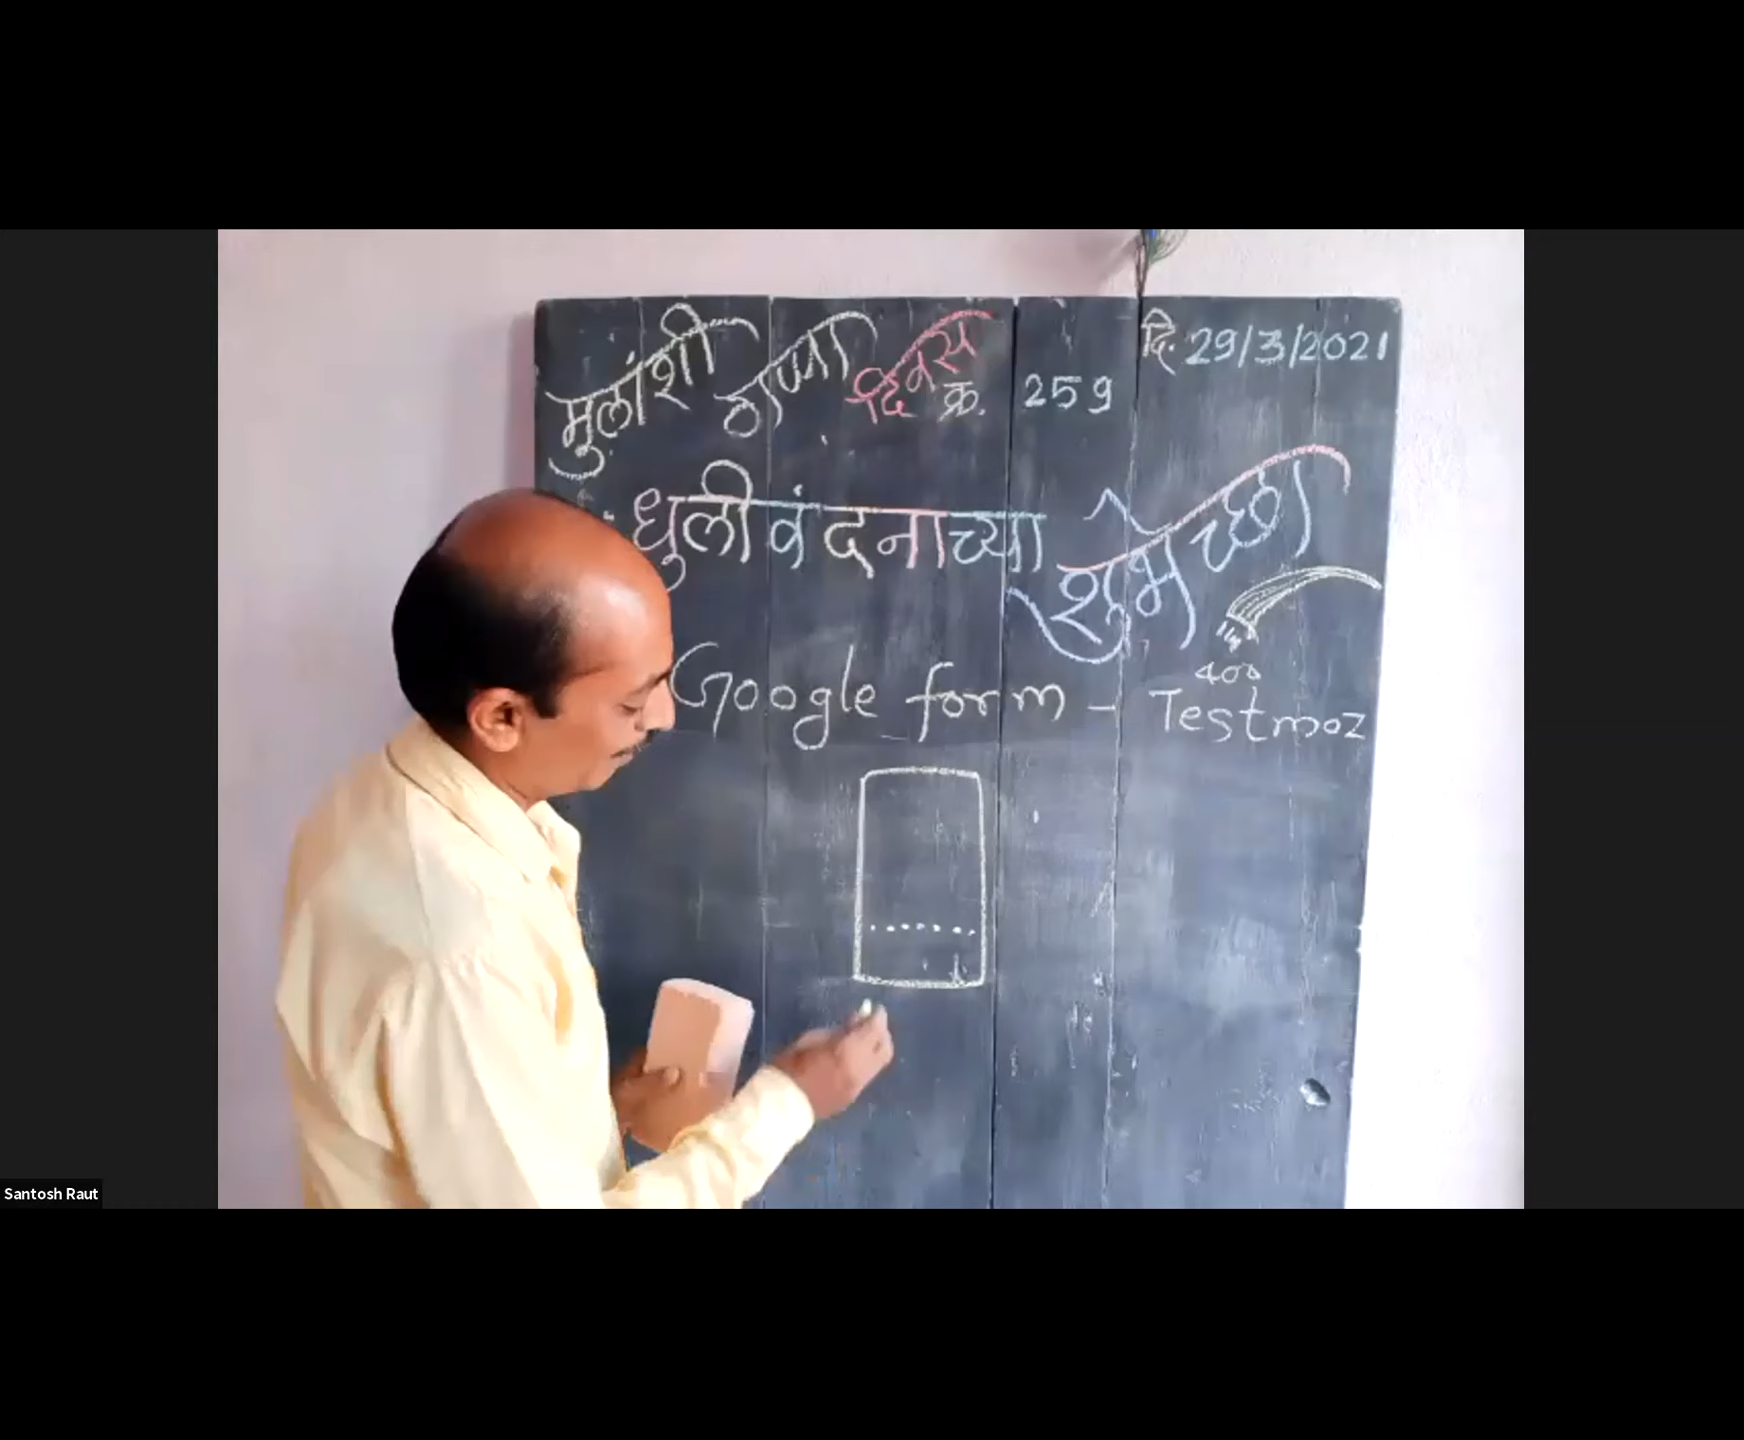 मुलांशी गप्पा दिवस क्र. 259 दि. 29/3/2021
धुलीवंदनाच्या शुभेच्छा
400
Google form - Testmoz
Santosh Raut